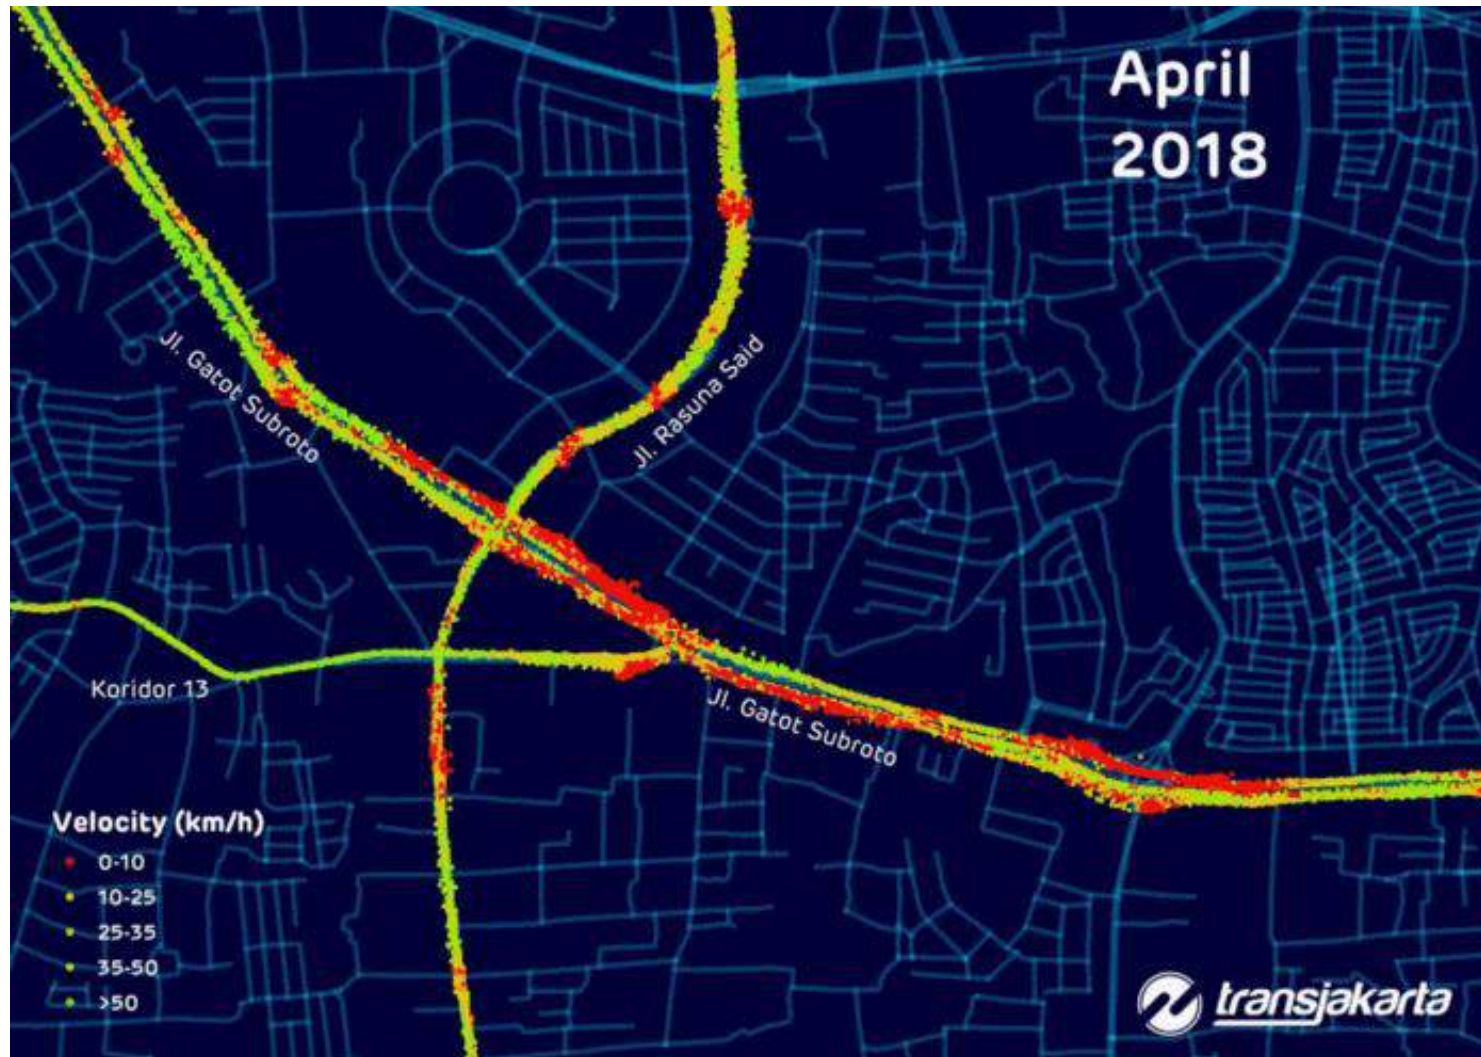 April
2018
Jl. Gatot Subroto
Jl. Rasuna Said
Koridor 13
Jl. Gatot Subroto
Velocity (km/h)
0-10
10-25
25-35
35-50
>50
transjakarta